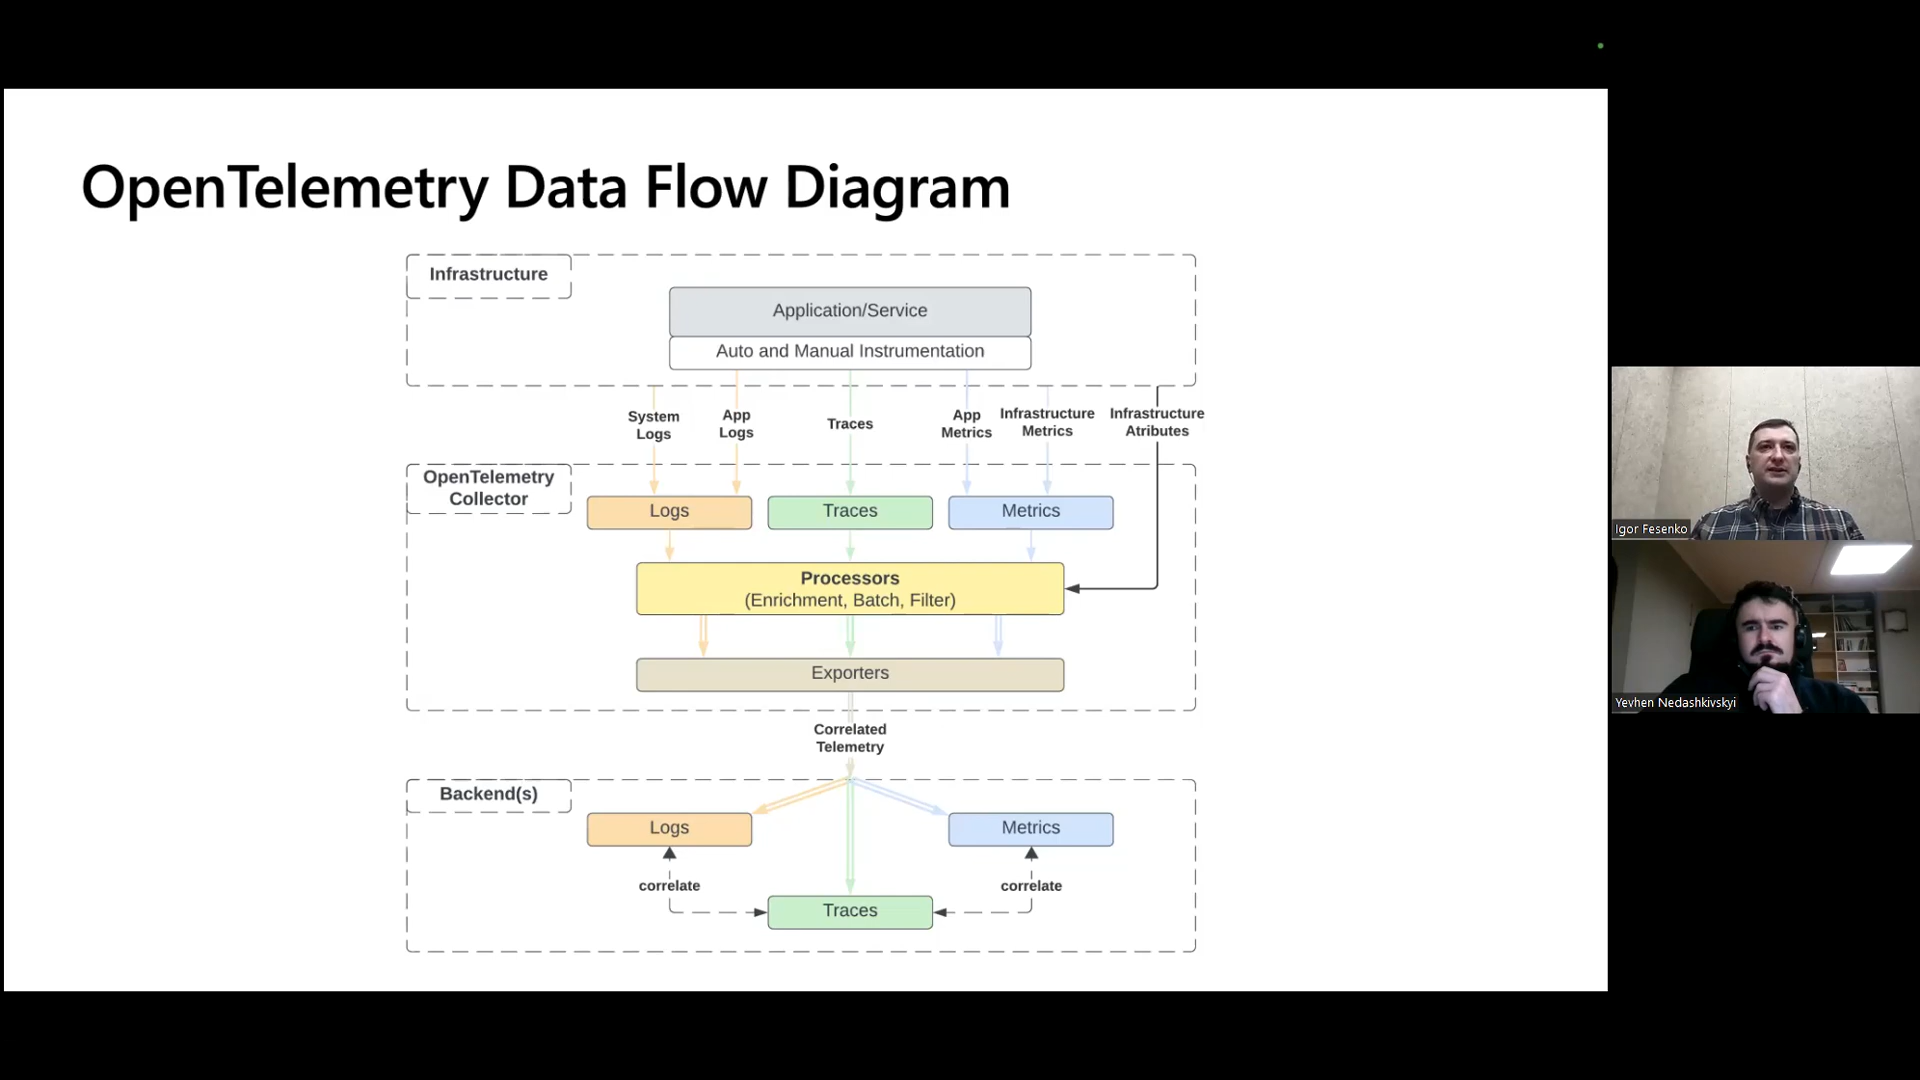 OpenTelemetry Data Flow Diagram
Infrastructure
Application/Service
Auto and Manual Instrumentation
System
Logs
App
Logs
Traces
App
Metrics
Infrastructure
Metrics
Infrastructure
Atributes
OpenTelemetry
Collector
Logs
Traces
Metrics
Processors
(Enrichment, Batch, Filter)
Exporters
Correlated
Telemetry
Backend(s)
Logs
Metrics
correlate
correlate
Traces
Igor Fesenko
Yevhen Nedashkivskyi